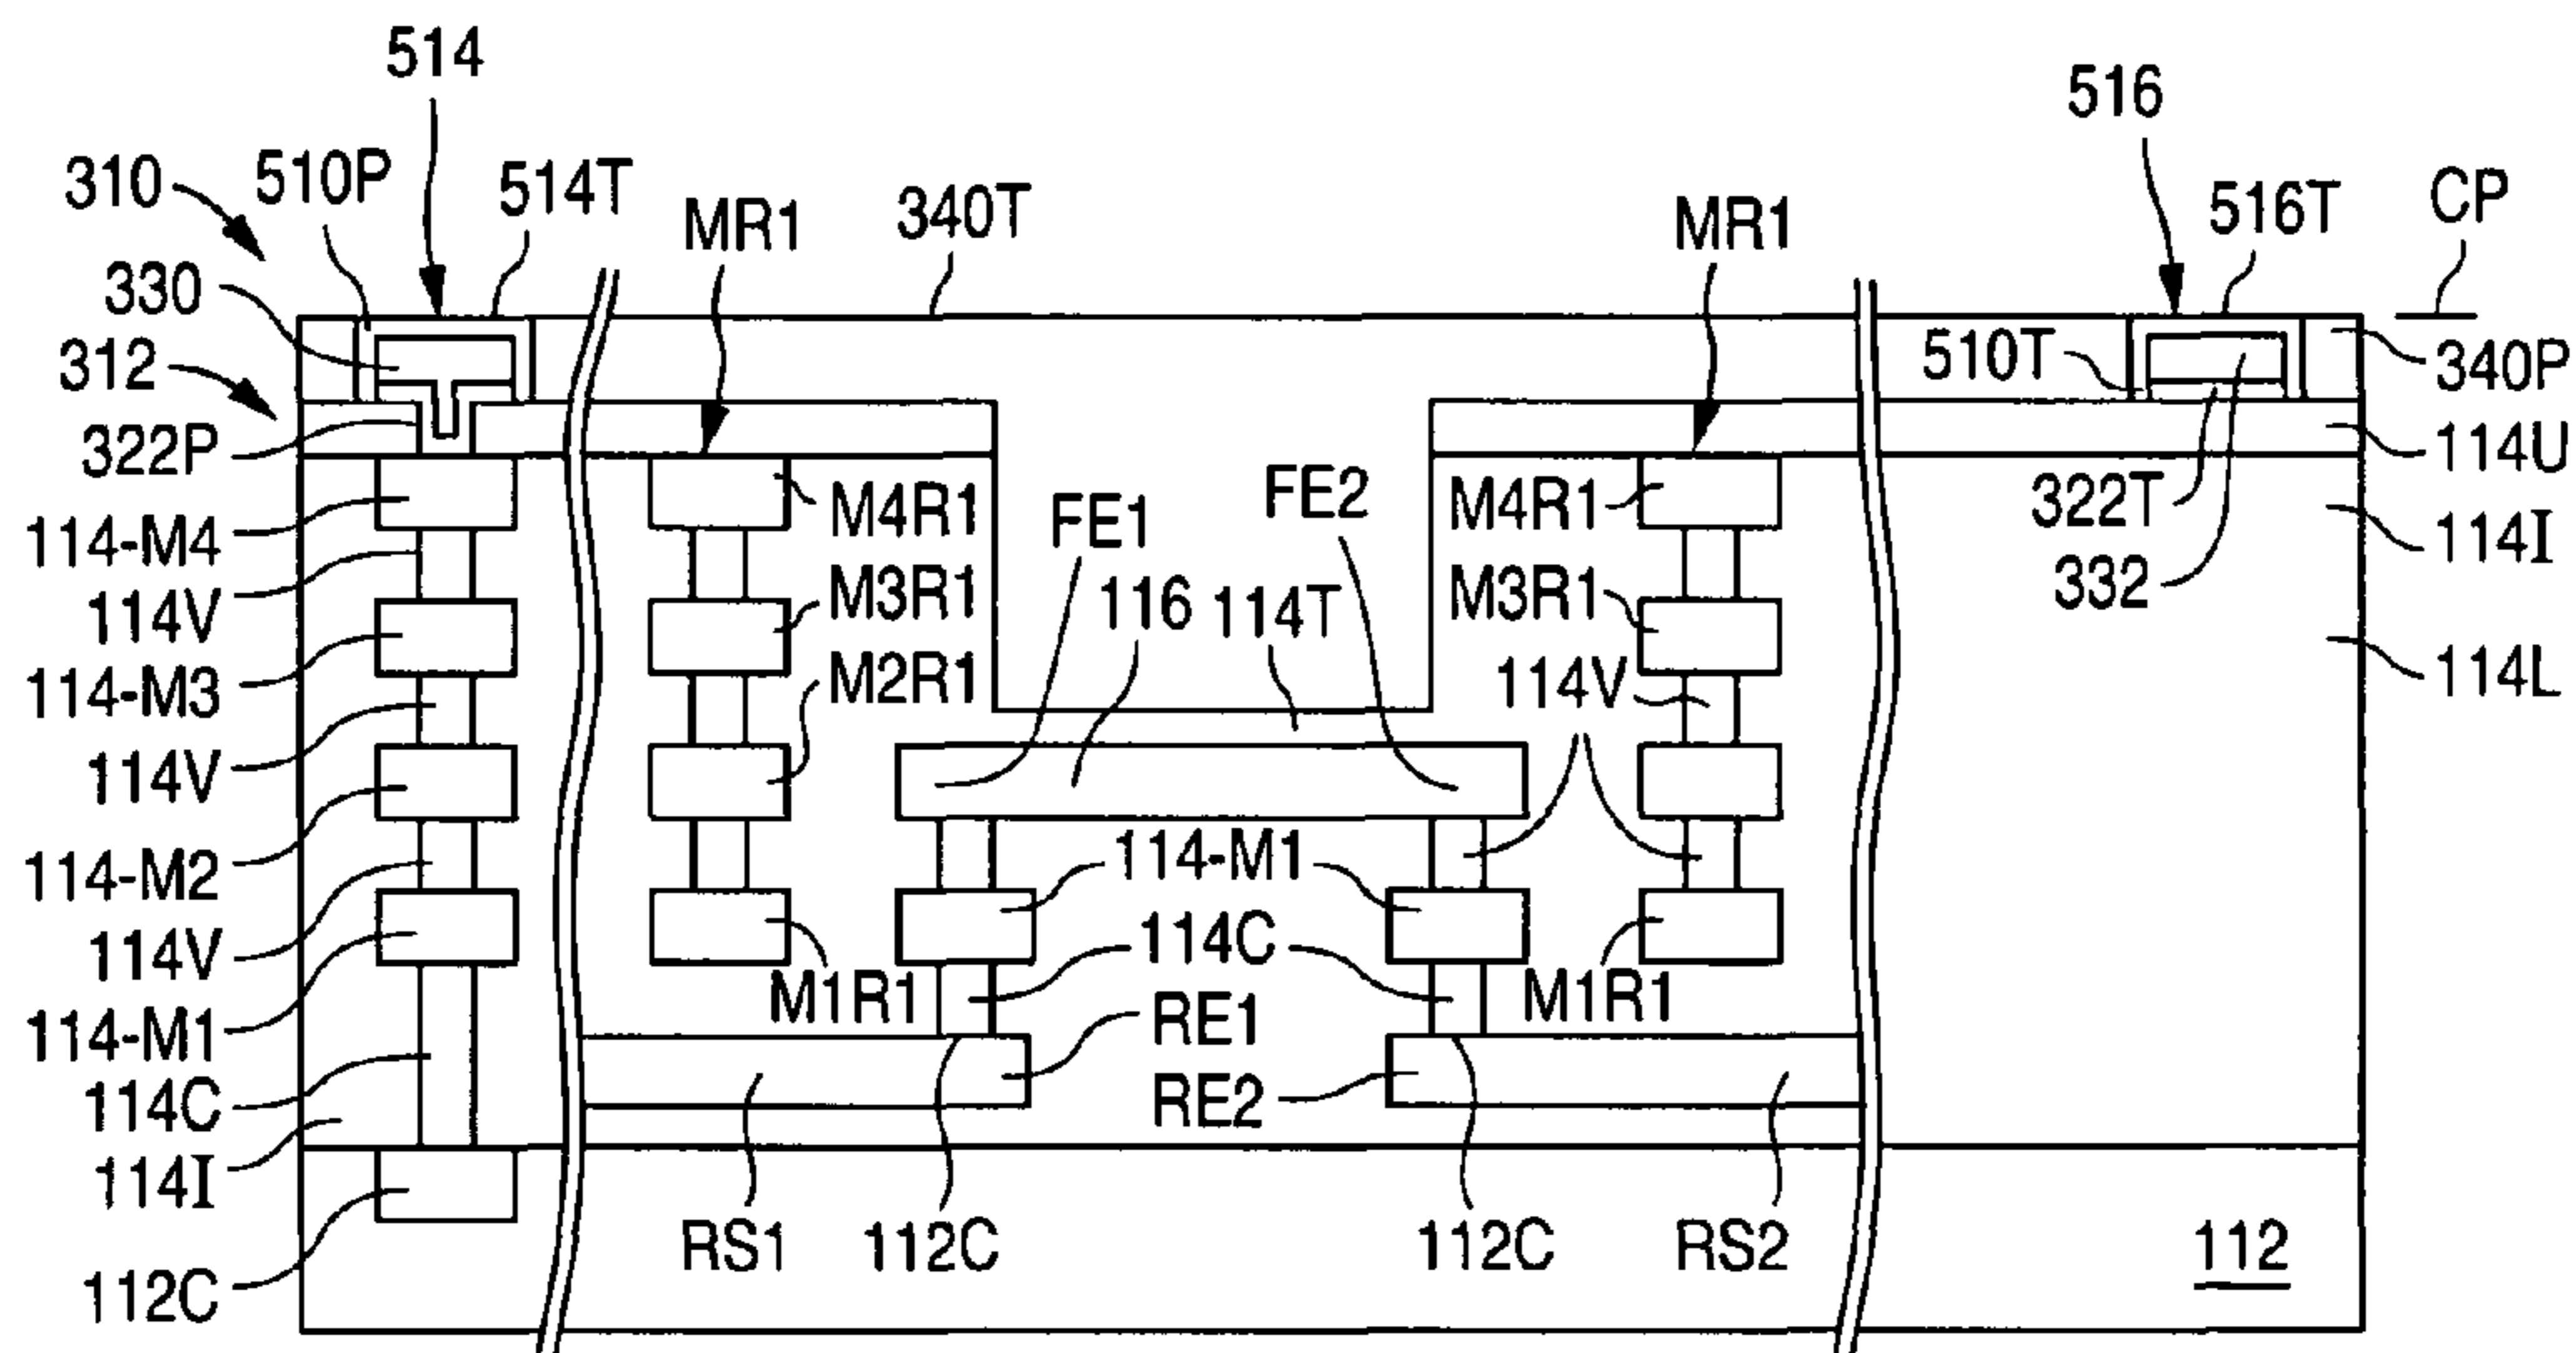 514
516
310
510P
514T
MR1
340T
MR1
516T
CP
330
312
510T
340P
322P
114U
M4R1
FE1
FE2
M4R1
322T
114-M4
114I
114V
M3R1
116
114T
M3R1
332
114-M3
M2R1
114V
114L
114V
114-M2
114-M1
114V
114C
M1R1
M1R1
114-M1
RE1
114C
RE2
114I
RS1
112C
112C
RS2
112
112C